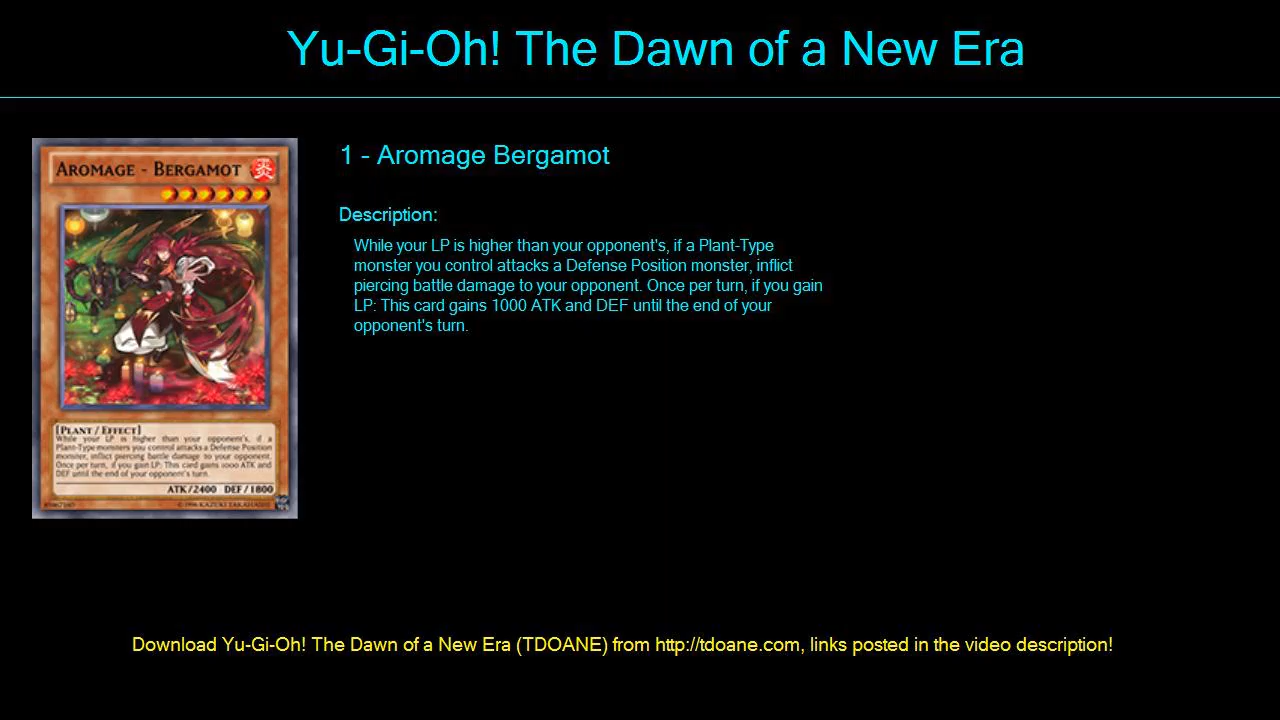 Yu-Gi-Oh! The Dawn of a New Era
AROMAGE - BERGAMOT 炎
1 - Aromage Bergamot
Description:
While your LP is higher than your opponent's, if a Plant-Type
monster you control attacks a Defense Position monster, inflict
piercing battle damage to your opponent. Once per turn, if you gain
LP: This card gains 1000 ATK and DEF until the end of your
opponent's turn.
[PLANT / EFFECT]
While your LP is higher than your opponent's, if a
Plant-Type monsters you control attacks a Defense Position
monster, inflict piercing battle damage to your opponent.
Once per turn, if you gain LP: This card gains 1000 ATK and
DEF until the end of your opponent's turn.
ATK/2400 DEF/1800
©1996 KAZUKI TAKAHASHI
Download Yu-Gi-Oh! The Dawn of a New Era (TDOANE) from http://tdoane.com, links posted in the video description!